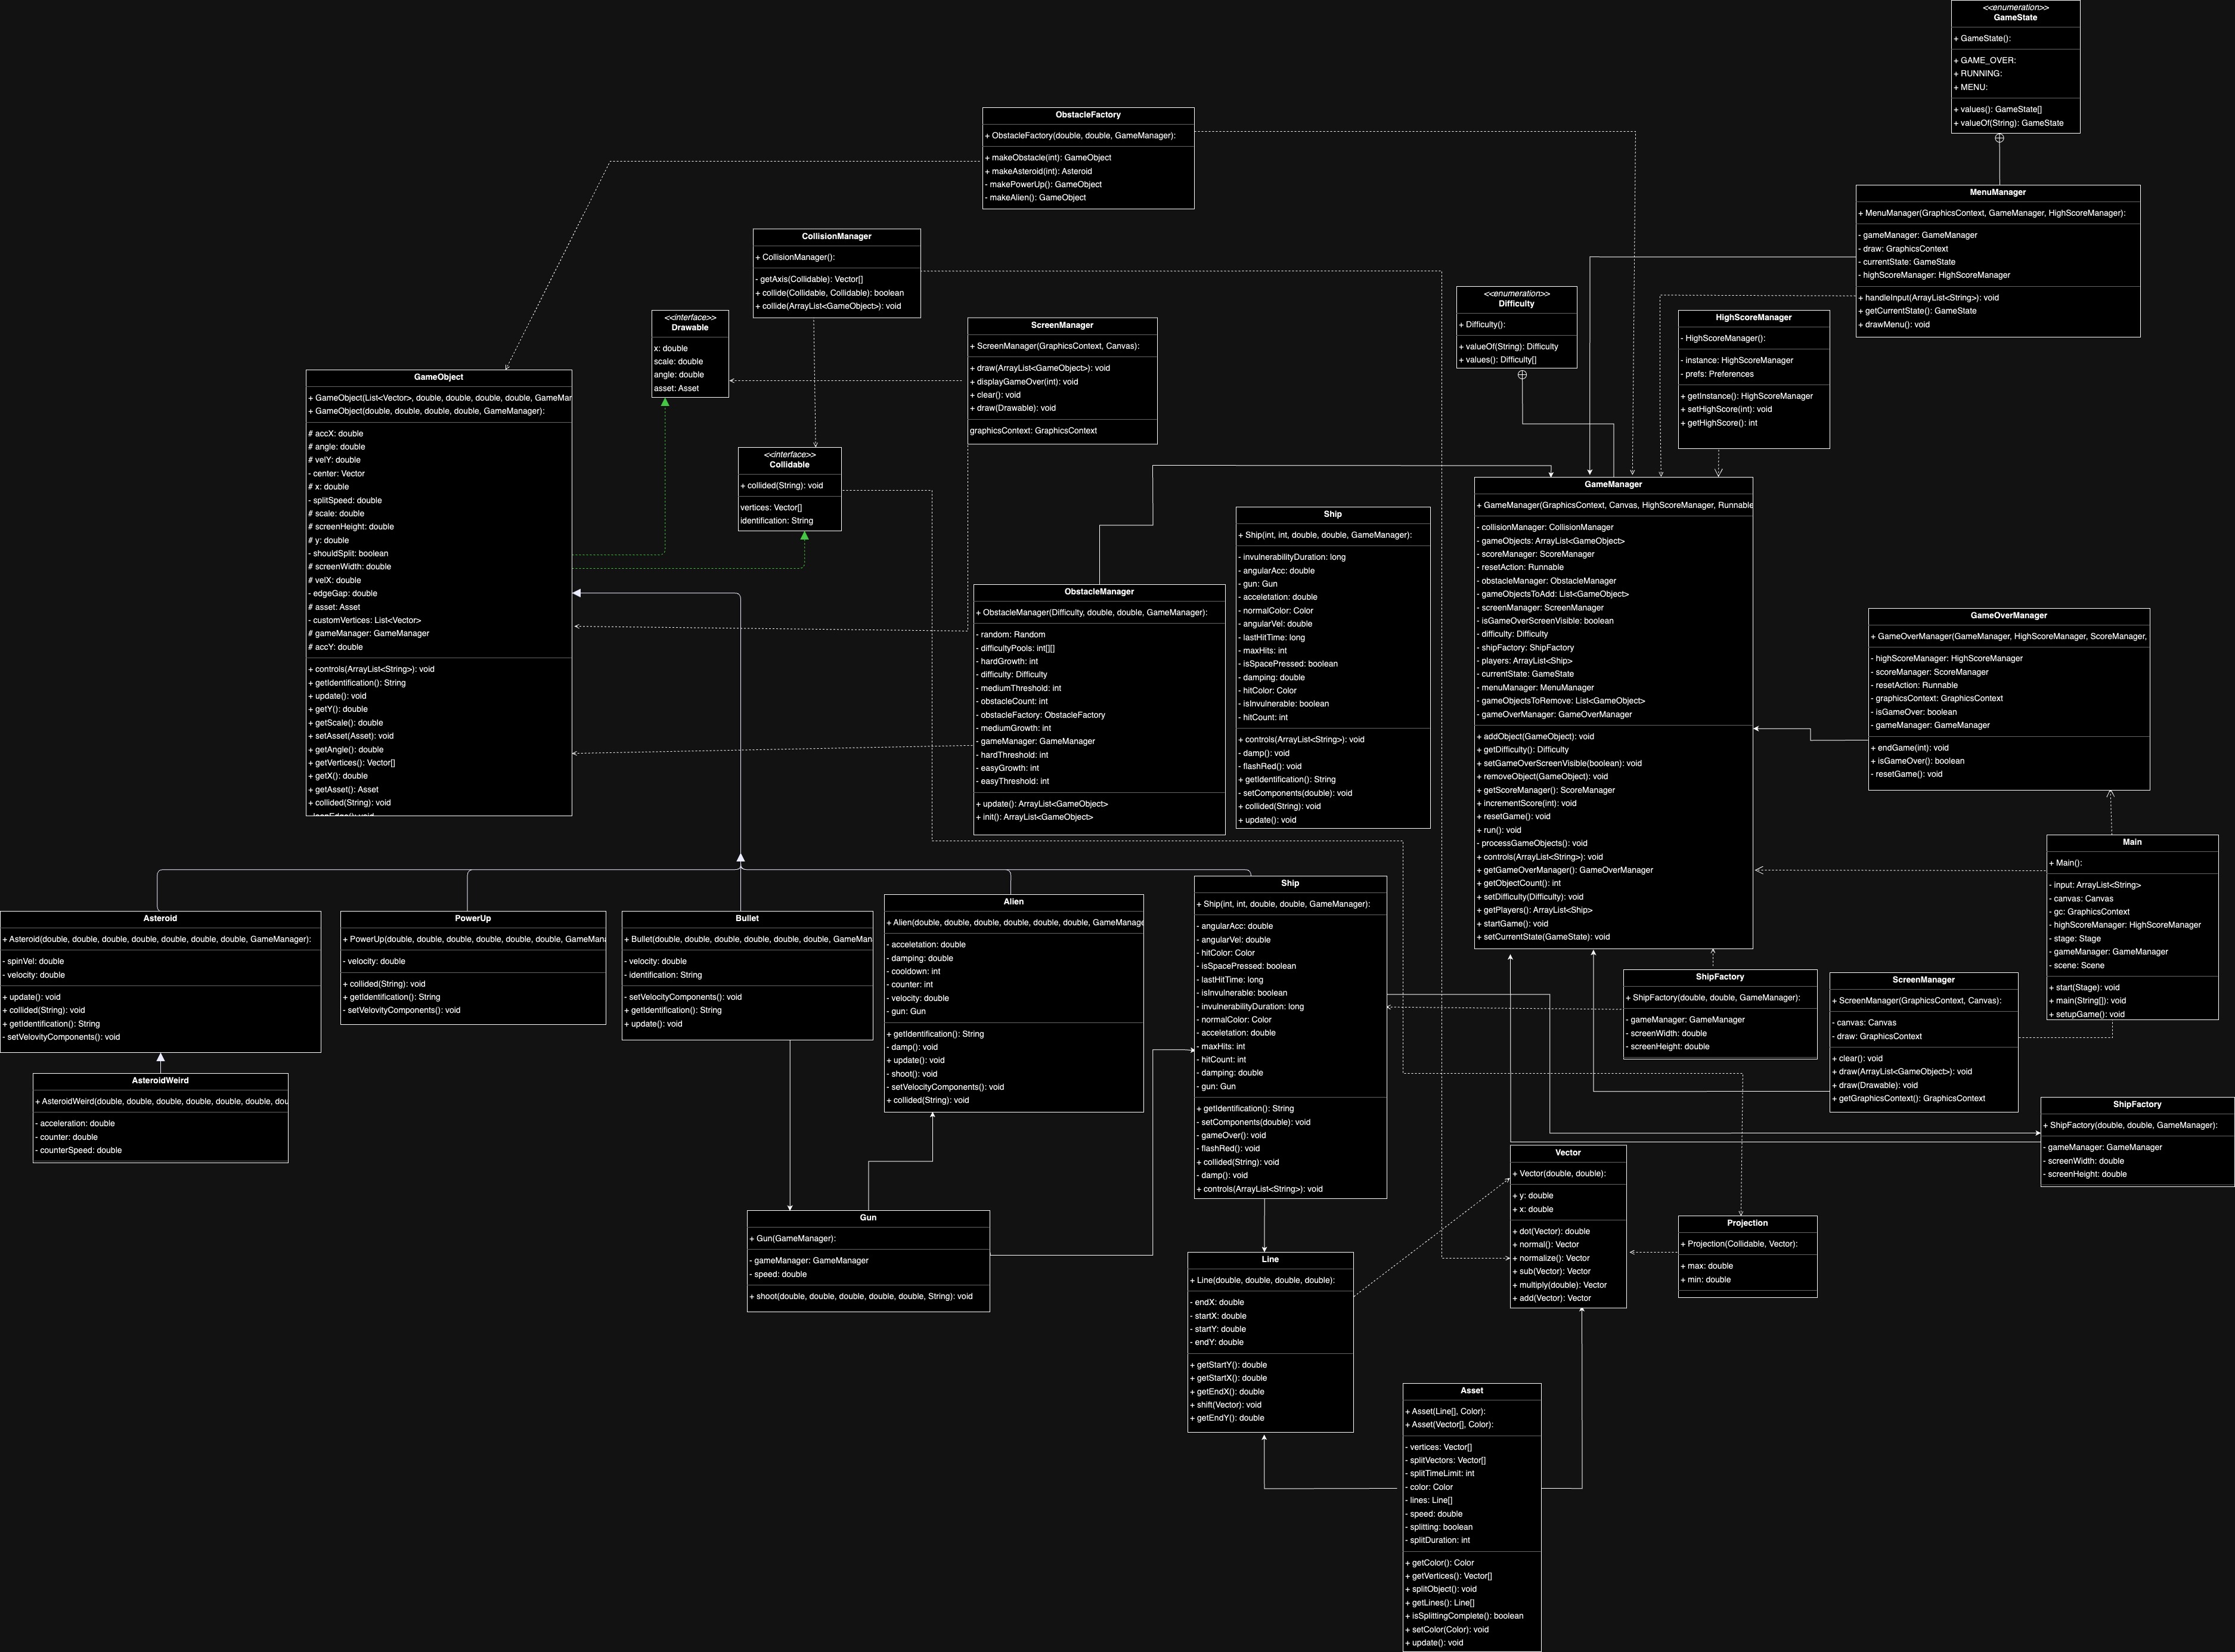 <<enumeration>>
GameState
+ GameState():
+ GAME_OVER:
+ RUNNING:
+ MENU:
+ values(): GameState[]
+ valueOf(String): GameState
ObstacleFactory
+ ObstacleFactory(double, double, GameManager):
+ makeObstacle(int): GameObject
+ makeAsteroid(int): Asteroid
- makePowerUp(): GameObject
- makeAlien(): GameObject
MenuManager
+ MenuManager(GraphicsContext, GameManager, HighScoreManager):
- gameManager: GameManager
- draw: GraphicsContext
- currentState: GameState
- highScoreManager: HighScoreManager
+ handleInput(ArrayList<String>): void
+ getCurrentState(): GameState
+ drawMenu(): void
CollisionManager
+ CollisionManager():
- getAxis(Collidable): Vector[]
+ collide(Collidable, Collidable): boolean
+ collide(ArrayList<GameObject>): void
<<enumeration>>
Difficulty
+ Difficulty():
+ valueOf(String): Difficulty
+ values(): Difficulty[]
<<interface>>
Drawable
x: double
scale: double
angle: double
asset: Asset
ScreenManager
+ ScreenManager(GraphicsContext, Canvas):
+ draw(ArrayList<GameObject>): void
+ displayGameOver(int): void
+ clear(): void
+ draw(Drawable): void
graphicsContext: GraphicsContext
HighScoreManager
- HighScoreManager():
- instance: HighScoreManager
- prefs: Preferences
+ getInstance(): HighScoreManager
+ setHighScore(int): void
+ getHighScore(): int
GameObject
+ GameObject(List<Vector>, double, double, double, double, GameMar
+ GameObject(double, double, double, double, GameManager):
# accX: double
# angle: double
# velY: double
- center: Vector
# x: double
- splitSpeed: double
# scale: double
# screenHeight: double
# y: double
- shouldSplit: boolean
# screenWidth: double
# velX: double
- edgeGap: double
# asset: Asset
- customVertices: List<Vector>
# gameManager: GameManager
# accY: double
+ controls(ArrayList<String>): void
+ getIdentification(): String
+ update(): void
+ getY(): double
+ getScale(): double
+ setAsset(Asset): void
+ getAngle(): double
+ getVertices(): Vector[]
+ getX(): double
+ getAsset(): Asset
+ collided(String): void
<<interface>>
Collidable
+ collided(String): void
vertices: Vector[]
identification: String
GameManager
+ GameManager(GraphicsContext, Canvas, HighScoreManager, Runnable
- collisionManager: CollisionManager
- gameObjects: ArrayList<GameObject>
- scoreManager: ScoreManager
- resetAction: Runnable
- obstacleManager: ObstacleManager
- gameObjectsToAdd: List<GameObject>
- screenManager: ScreenManager
- isGameOverScreenVisible: boolean
- difficulty: Difficulty
- shipFactory: ShipFactory
- players: ArrayList<Ship>
- currentState: GameState
- menuManager: MenuManager
- gameObjectsToRemove: List<GameObject>
- gameOverManager: GameOverManager
+ addObject(GameObject): void
+ getDifficulty(): Difficulty
+ setGameOverScreenVisible(boolean): void
+ removeObject(GameObject): void
+ getScoreManager(): ScoreManager
+ incrementScore(int): void
+ resetGame(): void
+ run(): void
- processGameObjects(): void
+ controls(ArrayList<String>): void
+ getGameOverManager(): GameOverManager
+ getObjectCount(): int
+ setDifficulty(Difficulty): void
+ getPlayers(): ArrayList<Ship>
+ startGame(): void
+ setCurrentState(GameState): void
Ship
+ Ship(int, int, double, double, GameManager):
- invulnerabilityDuration: long
- angularAcc: double
- gun: Gun
- acceletation: double
- normalColor: Color
- angularVel: double
- lastHitTime: long
- maxHits: int
- isSpacePressed: boolean
- damping: double
- hitColor: Color
- isInvulnerable: boolean
- hitCount: int
+ controls(ArrayList<String>): void
- damp(): void
- flashRed(): void
+ getIdentification(): String
- setComponents(double): void
+ collided(String): void
+ update(): void
ObstacleManager
+ ObstacleManager(Difficulty, double, double, GameManager):
- random: Random
- difficultyPools: int[][]
- hardGrowth: int
- difficulty: Difficulty
- mediumThreshold: int
- obstacleCount: int
- obstacleFactory: ObstacleFactory
- mediumGrowth: int
- gameManager: GameManager
- hardThreshold: int
- easyGrowth: int
- easyThreshold: int
+ update(): ArrayList<GameObject>
+ init(): ArrayList<GameObject>
GameOverManager
+ GameOverManager(GameManager, HighScoreManager, ScoreManager,
- highScoreManager: HighScoreManager
- scoreManager: ScoreManager
- resetAction: Runnable
- graphicsContext: GraphicsContext
- isGameOver: boolean
- gameManager: GameManager
+ endGame(int): void
+ isGameOver(): boolean
- resetGame(): void
Main
+ Main():
- input: ArrayList<String>
- canvas: Canvas
- gc: GraphicsContext
- highScoreManager: HighScoreManager
- stage: Stage
- gameManager: GameManager
- scene: Scene
+ start(Stage): void
+ main(String[]): void
+ setupGame(): void
Asteroid
+ Asteroid(double, double, double, double, double, double, double, GameManager):
- spinVel: double
- velocity: double
+ update(): void
+ collided(String): void
+ getIdentification(): String
- setVelovityComponents(): void
PowerUp
+ PowerUp(double, double, double, double, double, double, GameMana
- velocity: double
+ collided(String): void
+ getIdentification(): String
- setVelovityComponents(): void
Bullet
+ Bullet(double, double, double, double, double, double, GameMan
- velocity: double
- identification: String
- setVelocityComponents(): void
+ getIdentification(): String
+ update(): void
Alien
+ Alien(double, double, double, double, double, double, GameManage
- acceletation: double
- damping: double
- cooldown: int
- counter: int
- velocity: double
- gun: Gun
+ getIdentification(): String
- damp(): void
+ update(): void
- shoot(): void
- setVelocityComponents(): void
+ collided(String): void
Ship
+ Ship(int, int, double, double, GameManager):
- angularAcc: double
- angularVel: double
- hitColor: Color
- isSpacePressed: boolean
- lastHitTime: long
- isInvulnerable: boolean
- invulnerabilityDuration: long
- normalColor: Color
- acceletation: double
- maxHits: int
- hitCount: int
- damping: double
- gun: Gun
+ getIdentification(): String
- setComponents(double): void
- gameOver(): void
- flashRed(): void
+ collided(String): void
- damp(): void
+ controls(ArrayList<String>): void
ShipFactory
+ ShipFactory(double, double, GameManager):
- gameManager: GameManager
- screenWidth: double
- screenHeight: double
ScreenManager
+ ScreenManager(GraphicsContext, Canvas):
- canvas: Canvas
- draw: GraphicsContext
+ clear(): void
+ draw(ArrayList<GameObject>): void
+ draw(Drawable): void
+ getGraphicsContext(): GraphicsContext
AsteroidWeird
+ AsteroidWeird(double, double, double, double, double, double, dou
- acceleration: double
- counter: double
- counterSpeed: double
ShipFactory
+ ShipFactory(double, double, GameManager):
- gameManager: GameManager
- screenWidth: double
- screenHeight: double
Vector
+ Vector(double, double):
+ y: double
+ x: double
+ dot(Vector): double
+ normal(): Vector
+ normalize(): Vector
+ sub(Vector): Vector
+ multiply(double): Vector
+ add(Vector): Vector
Gun
+ Gun(GameManager):
- gameManager: GameManager
- speed: double
+ shoot(double, double, double, double, double, String): void
Projection
+ Projection(Collidable, Vector):
+ max: double
+ min: double
Line
+ Line(double, double, double, double):
- endX: double
- startX: double
- startY: double
- endY: double
+ getStartY(): double
+ getStartX(): double
+ getEndX(): double
+ shift(Vector): void
+ getEndY(): double
Asset
+ Asset(Line[], Color):
+ Asset(Vector[], Color):
- vertices: Vector[]
- splitVectors: Vector[]
- splitTimeLimit: int
- color: Color
- lines: Line[]
- speed: double
- splitting: boolean
- splitDuration: int
+ getColor(): Color
+ getVertices(): Vector[]
+ splitObject(): void
+ getLines(): Line[]
+ isSplittingComplete(): boolean
+ setColor(Color): void
+ update(): void